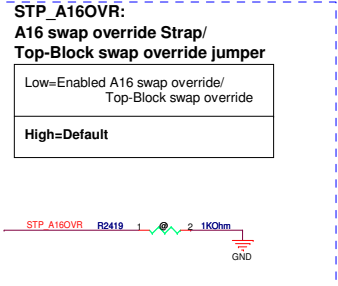 STP_A16OVR:
A16 swap override Strap/
Top-Block swap override jumper
Low=Enabled A16 swap override/
Top-Block swap override
High=Default
STP_A16OVR R2419 1 @ 2 1KOhm
GND